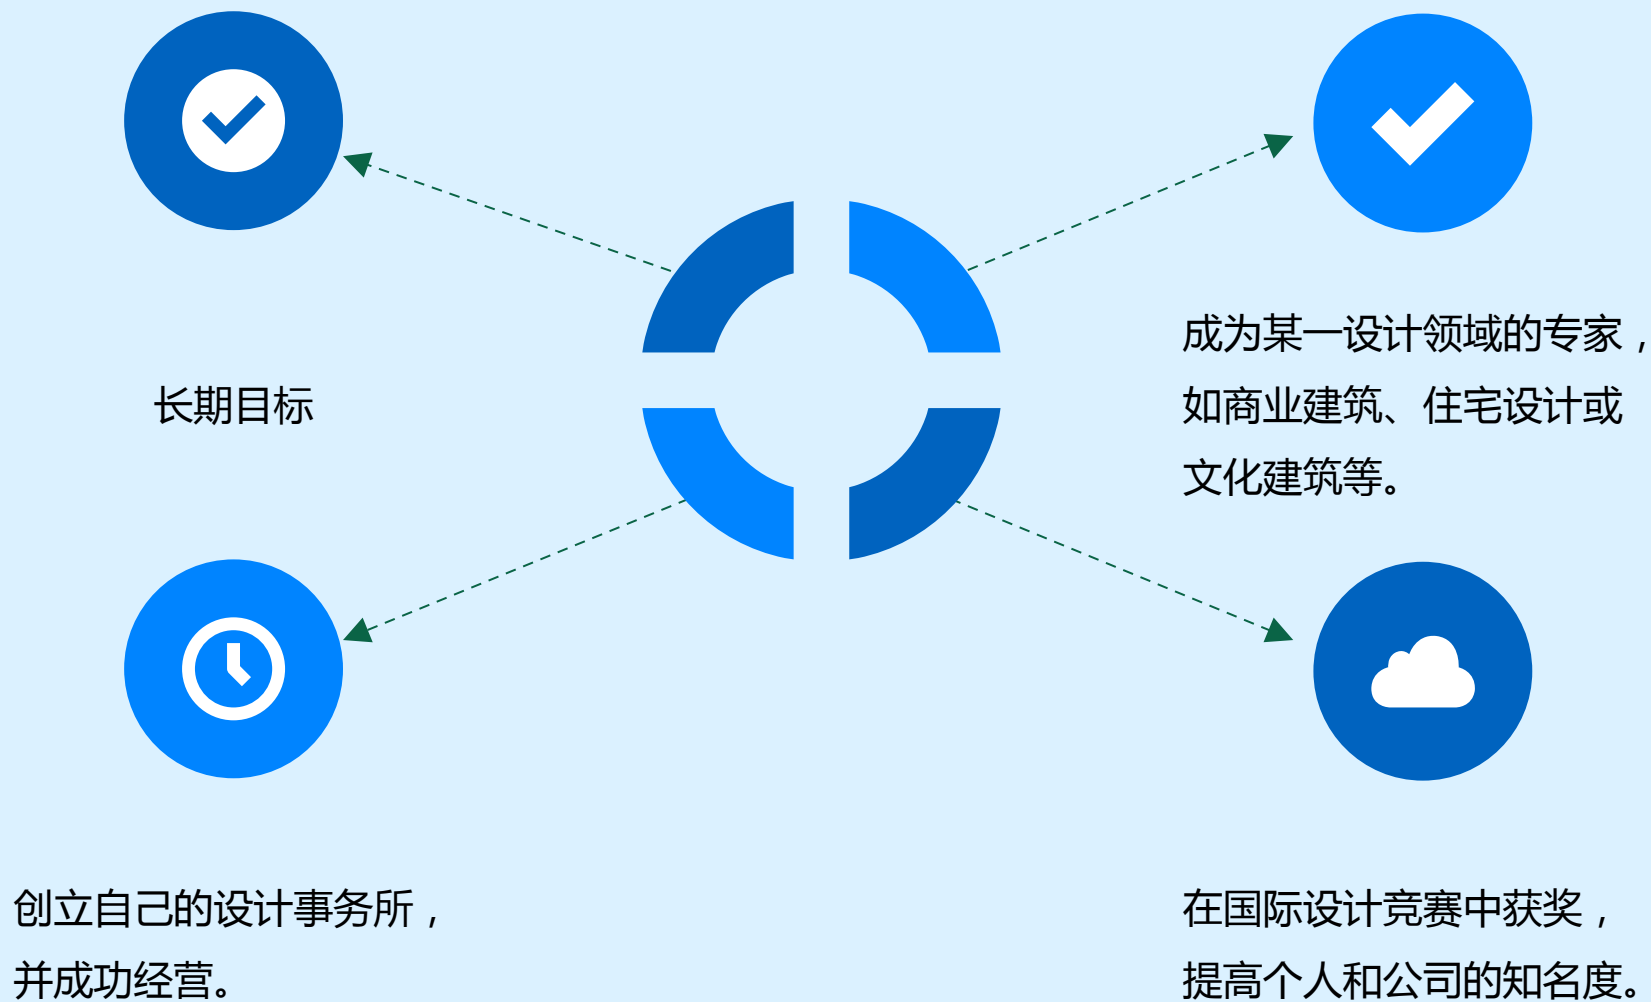 长期目标
成为某一设计领域的专家，
如商业建筑、住宅设计或
文化建筑等。
创立自己的设计事务所，
并成功经营。
在国际设计竞赛中获奖，
提高个人和公司的知名度。